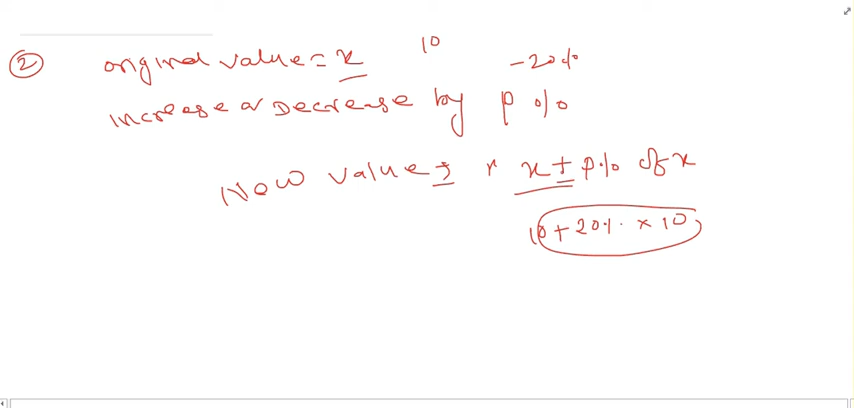 ② original value = x 10 -20%
Increase or Decrease by P %
New value = x ± p% of x
10 + 20% × 10